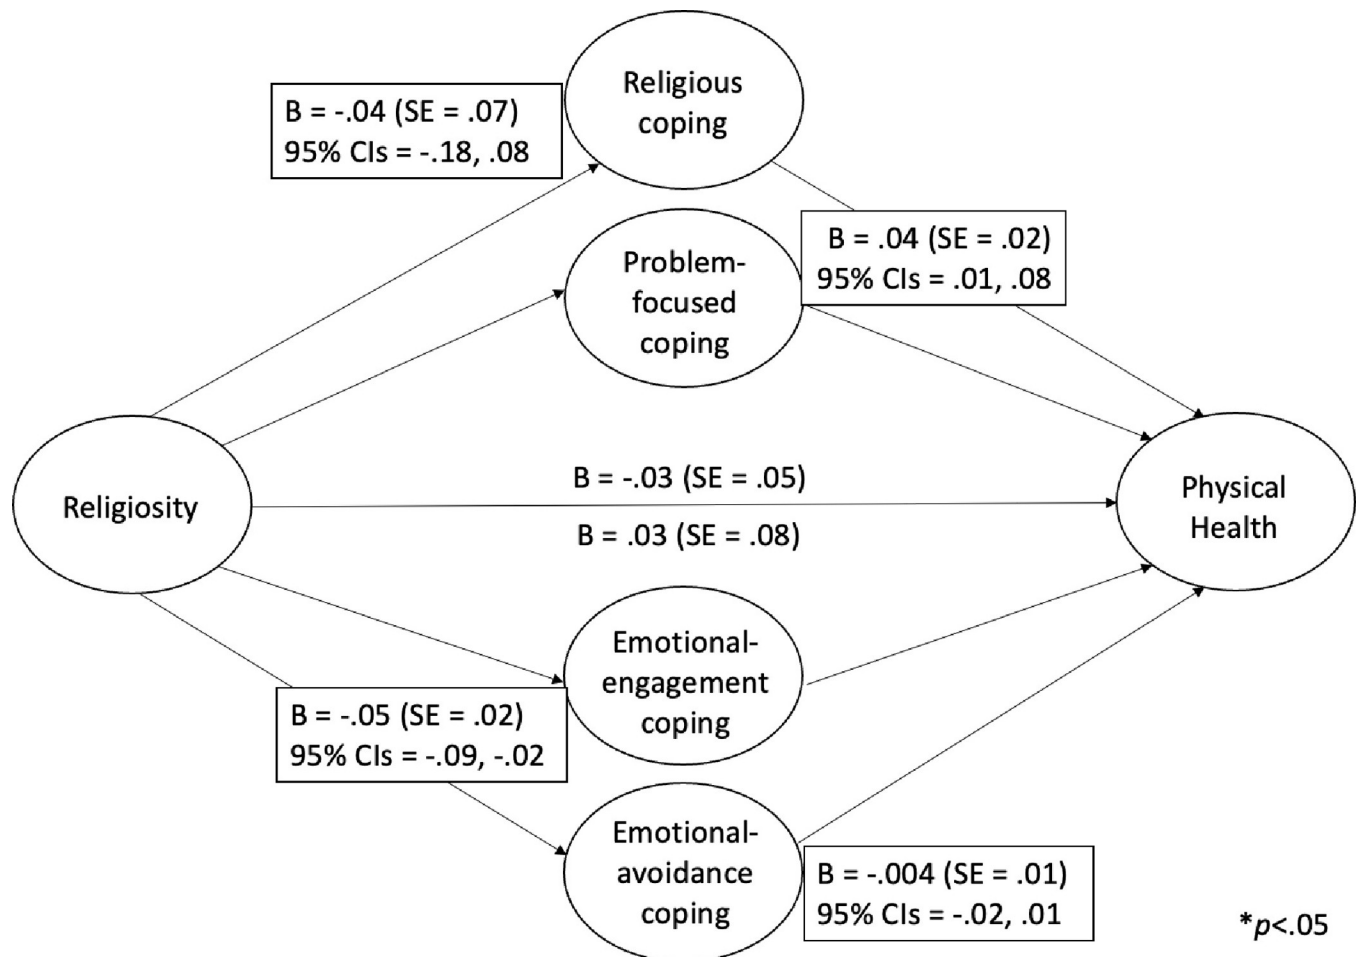 Religious
coping
B = -.04 (SE = .07)
95% CIs = -.18, .08
Problem-
focused
coping
B = .04 (SE = .02)
95% CIs = .01, .08
Religiosity
B = -.03 (SE = .05)
B = .03 (SE = .08)
Physical
Health
Emotional-
engagement
coping
B = -.05 (SE = .02)
95% CIs = -.09, -.02
Emotional-
avoidance
coping
B = -.004 (SE = .01)
95% CIs = -.02, .01
*p<.05